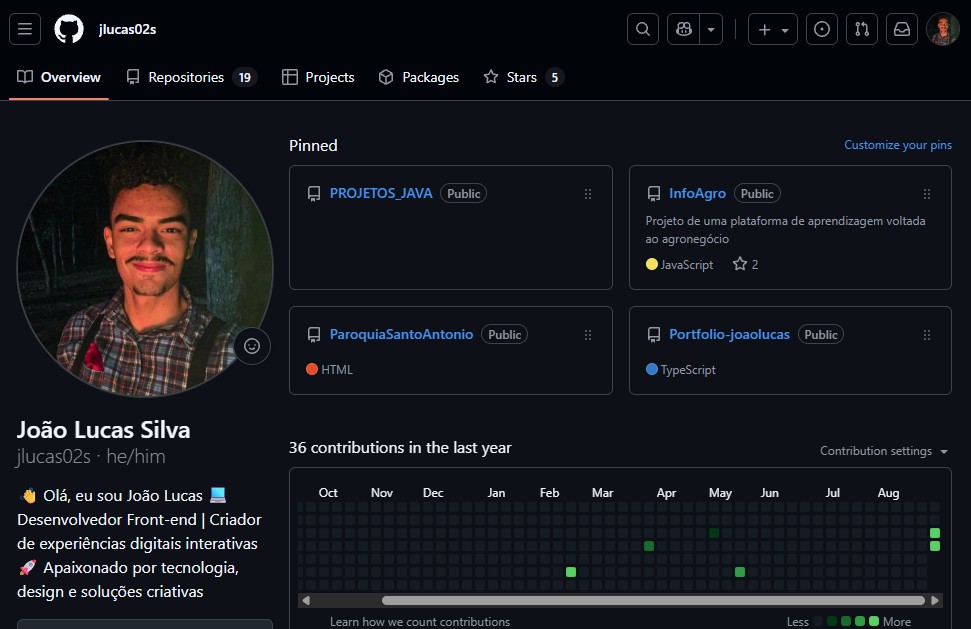 jlucas02s
Overview
Repositories 19
Projects
Packages
Stars 5
João Lucas Silva
jlucas02s · he/him
👋 Olá, eu sou João Lucas 💻
Desenvolvedor Front-end | Criador
de experiências digitais interativas
🚀 Apaixonado por tecnologia,
design e soluções criativas
Pinned
Customize your pins
PROJETOS_JAVA Public
InfoAgro Public
Projeto de uma plataforma de aprendizagem voltada
ao agronegócio
JavaScript 2
ParoquiaSantoAntonio Public
HTML
Portfolio-joaolucas Public
TypeScript
36 contributions in the last year
Contribution settings
Oct Nov Dec Jan Feb Mar Apr May Jun Jul Aug
Learn how we count contributions
Less More